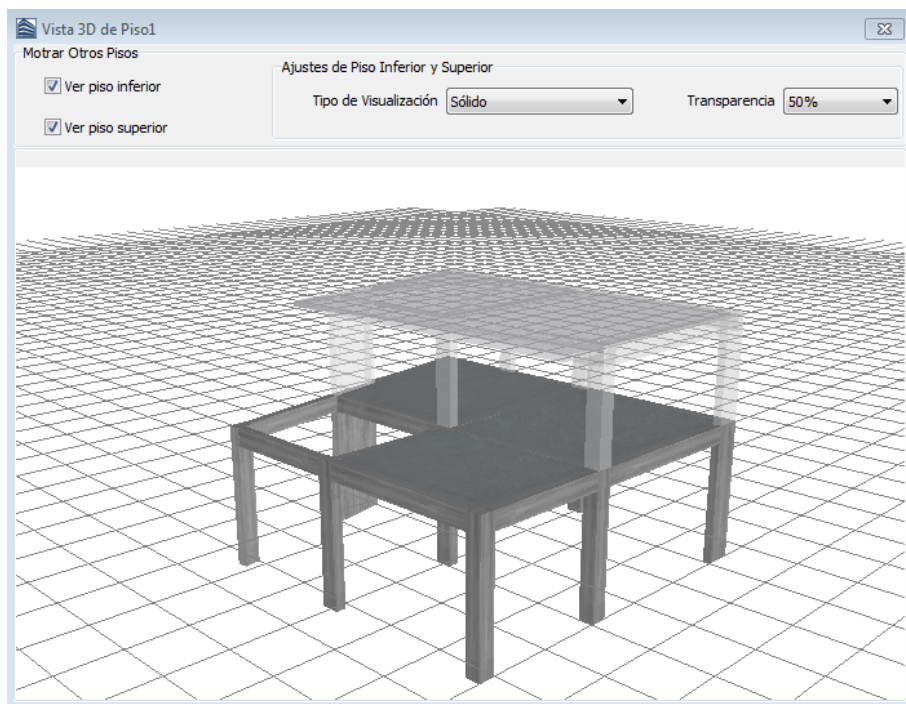 Vista 3D de Piso1
Motrar Otros Pisos
Ver piso inferior
Ver piso superior
Ajustes de Piso Inferior y Superior
Tipo de Visualización Sólido
Transparencia 50%